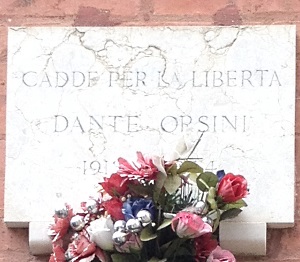 CADDE PER LA LIBERTA
DANTE ORSINI